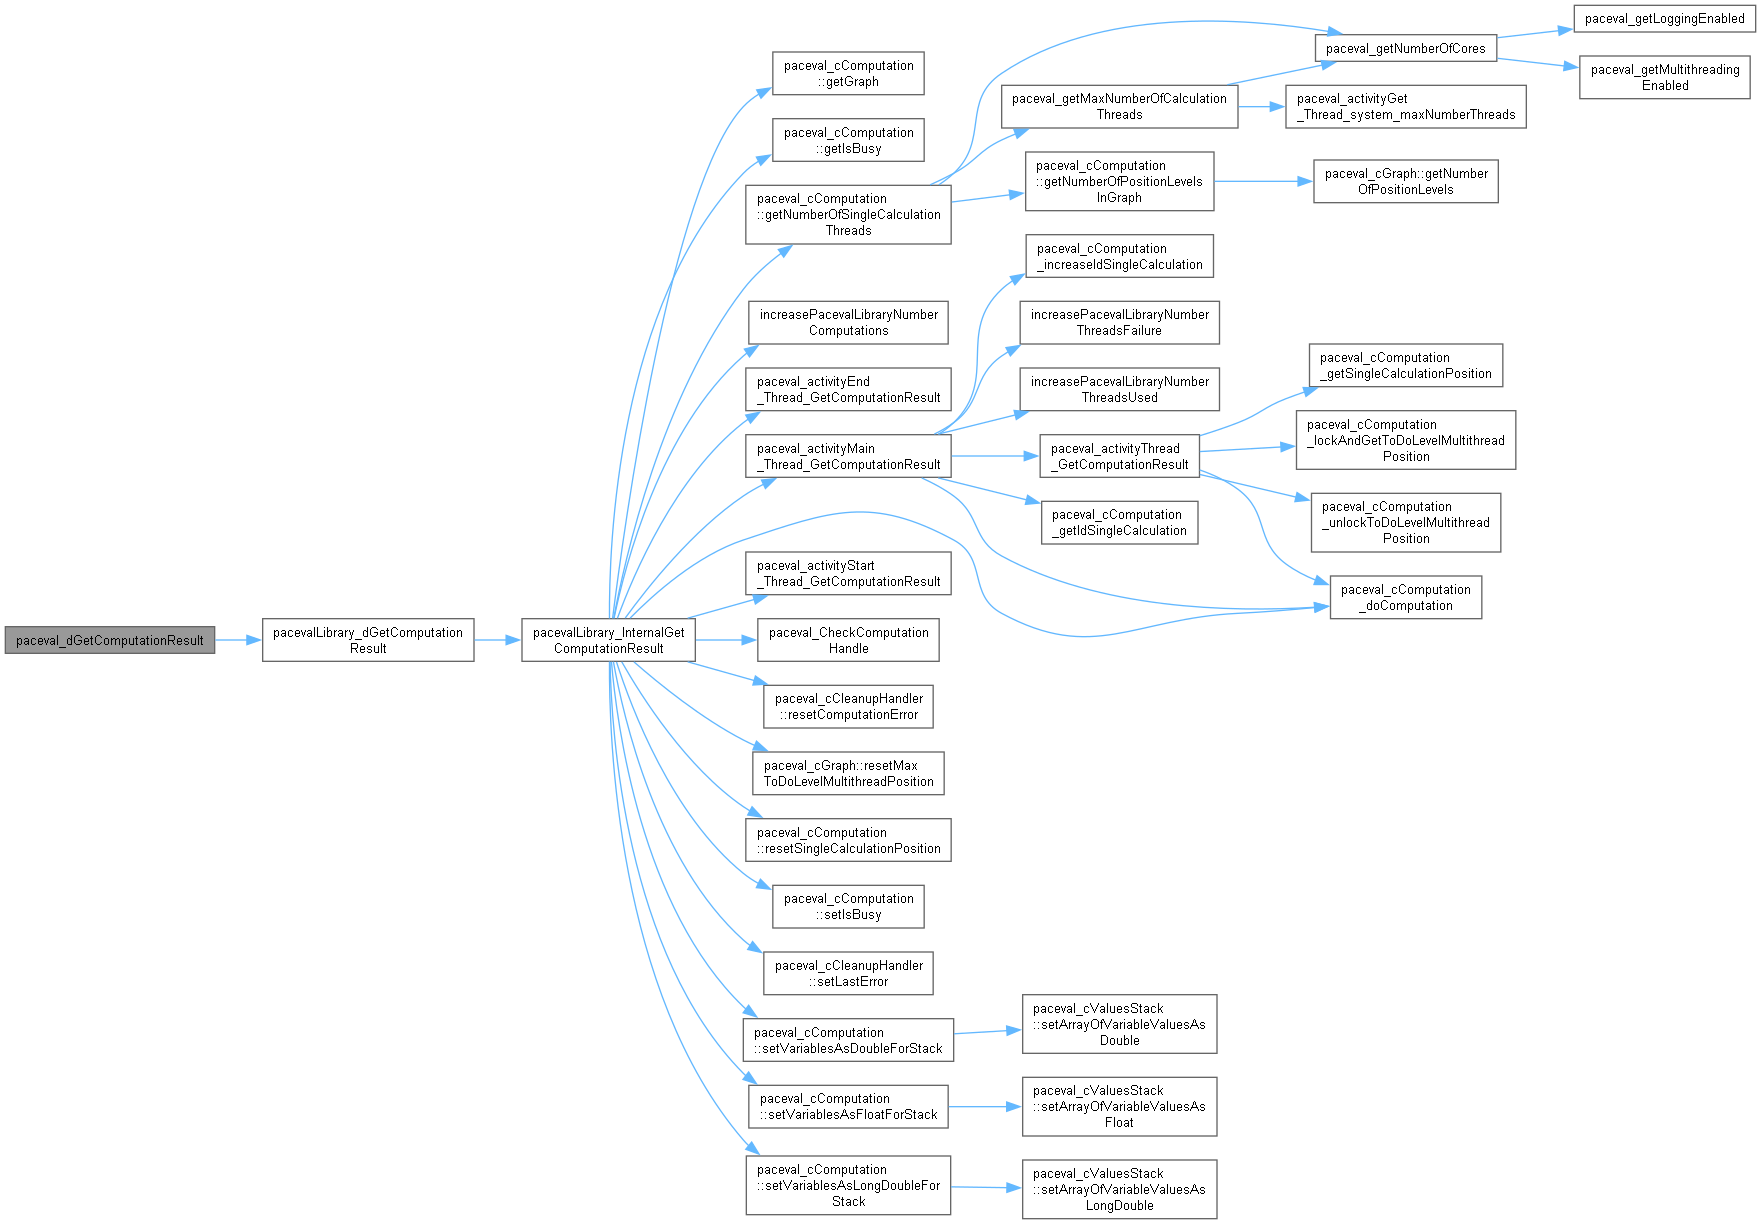 paceval_dGetComputationResult
pacevalLibrary_dGetComputation
Result
pacevalLibrary_InternalGet
ComputationResult
paceval_cComputation
::getGraph
paceval_cComputation
::getIsBusy
paceval_cComputation
::getNumberOfSingleCalculation
Threads
increasePacevalLibraryNumber
Computations
paceval_activityEnd
_Thread_GetComputationResult
paceval_activityMain
_Thread_GetComputationResult
paceval_activityStart
_Thread_GetComputationResult
paceval_CheckComputation
Handle
paceval_cCleanupHandler
::resetComputationError
paceval_cGraph::resetMax
ToDoLevelMultithreadPosition
paceval_cComputation
::resetSingleCalculationPosition
paceval_cComputation
::setIsBusy
paceval_cCleanupHandler
::setLastError
paceval_cComputation
::setVariablesAsDoubleForStack
paceval_cComputation
::setVariablesAsFloatForStack
paceval_cComputation
::setVariablesAsLongDoubleFor
Stack
paceval_getMaxNumberOfCalculation
Threads
paceval_cComputation
::getNumberOfPositionLevels
InGraph
paceval_cComputation
_increaseIdSingleCalculation
increasePacevalLibraryNumber
ThreadsFailure
increasePacevalLibraryNumber
ThreadsUsed
paceval_activityThread
_GetComputationResult
paceval_cComputation
_getIdSingleCalculation
paceval_cValuesStack
::setArrayOfVariableValuesAs
Double
paceval_cValuesStack
::setArrayOfVariableValuesAs
Float
paceval_cValuesStack
::setArrayOfVariableValuesAs
LongDouble
paceval_getNumberOfCores
paceval_activityGet
_Thread_system_maxNumberThreads
paceval_cGraph::getNumber
OfPositionLevels
paceval_cComputation
_getSingleCalculationPosition
paceval_cComputation
_lockAndGetToDoLevelMultithread
Position
paceval_cComputation
_unlockToDoLevelMultithread
Position
paceval_cComputation
_doComputation
paceval_getLoggingEnabled
paceval_getMultithreading
Enabled